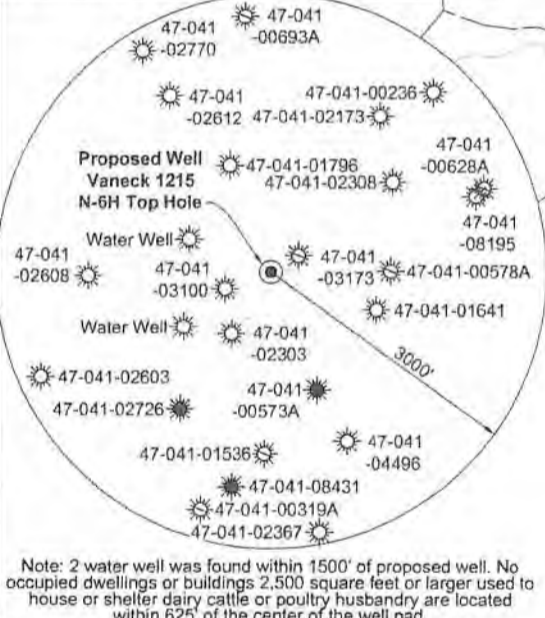 47-041
-00693A
47-041
-02770
47-041
-02612
47-041-00236
47-041-02173
47-041
-00628A
Proposed Well
Vaneck 1215
N-6H Top Hole
47-041-01796
47-041-02308
47-041
-08195
Water Well
47-041
-02608
47-041
-03100
47-041
-03173
47-041-00578A
47-041-01641
Water Well
47-041
-02303
3000'
47-041-02603
47-041-02726
47-041
-00573A
47-041-01536
47-041
-04496
47-041-08431
47-041-00319A
47-041-02367
Note: 2 water well was found within 1500' of proposed well. No
occupied dwellings or buildings 2,500 square feet or larger used to
house or shelter dairy cattle or poultry husbandry are located
within 625' of the center of the well pad